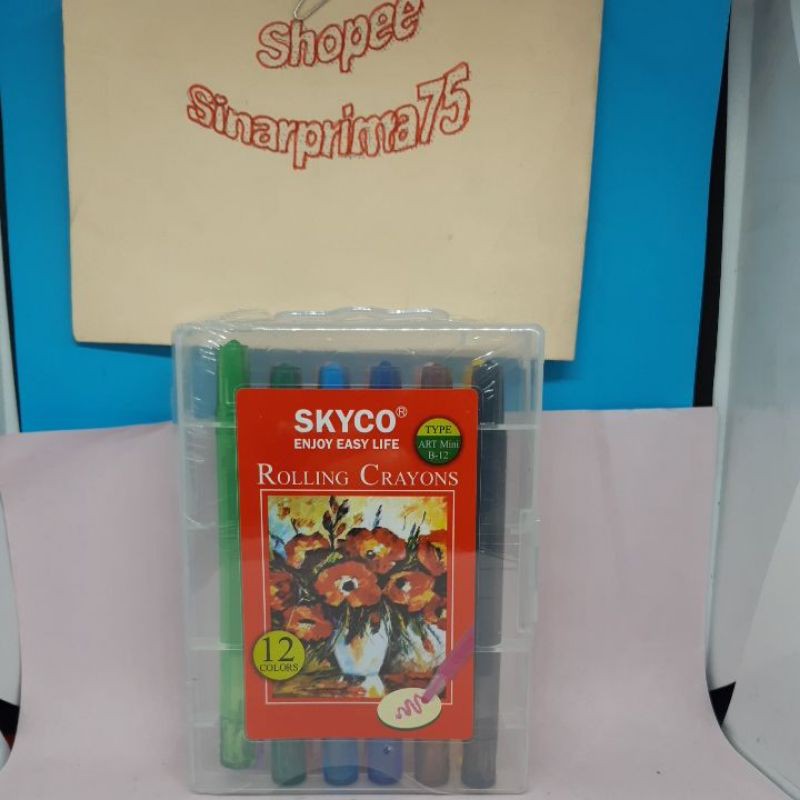 Shopee
Sinarprima75
SKYCO®
ENJOY EASY LIFE
TYPE
ART Mini
B-12
ROLLING CRAYONS
12
COLORS